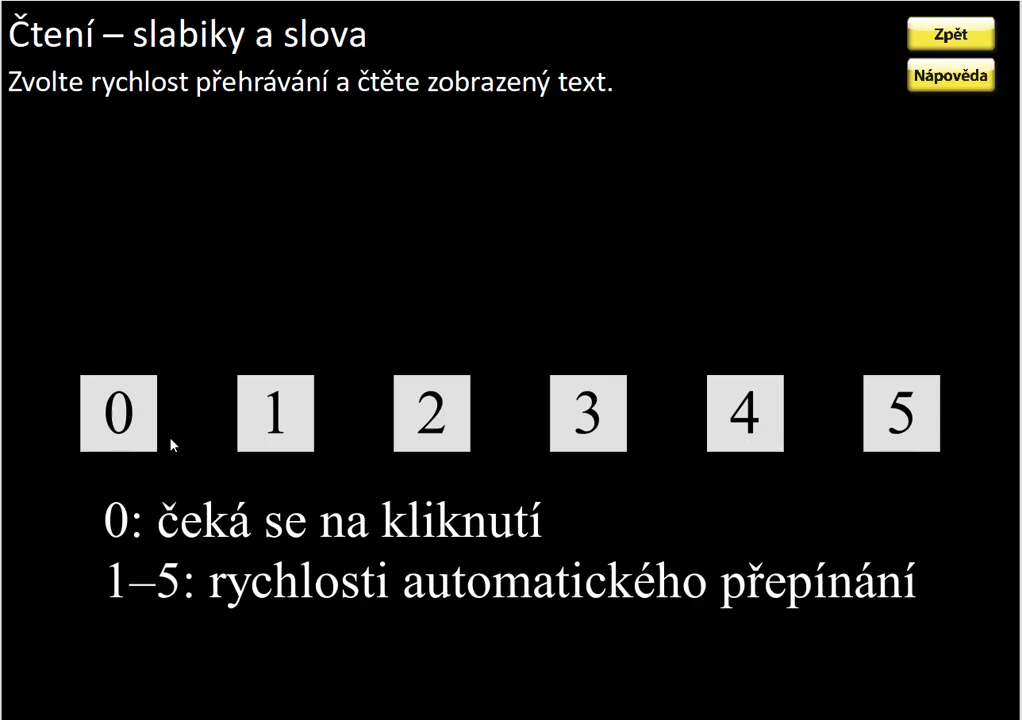 Čtení – slabiky a slova
Zpět
Zvolte rychlost přehrávání a čtěte zobrazený text.
Nápověda
0 1 2 3 4 5
0: čeká se na kliknutí
1–5: rychlosti automatického přepínání